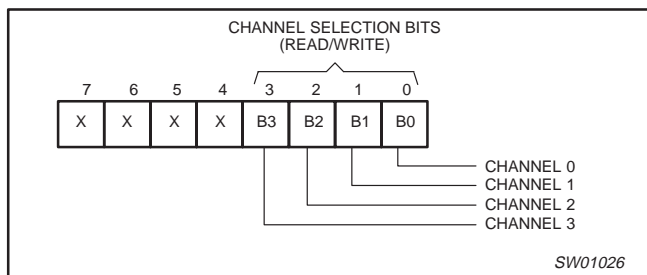 CHANNEL SELECTION BITS
(READ/WRITE)
7 6 5 4 3 2 1 0
X X X X B3 B2 B1 B0
CHANNEL 0
CHANNEL 1
CHANNEL 2
CHANNEL 3
SW01026